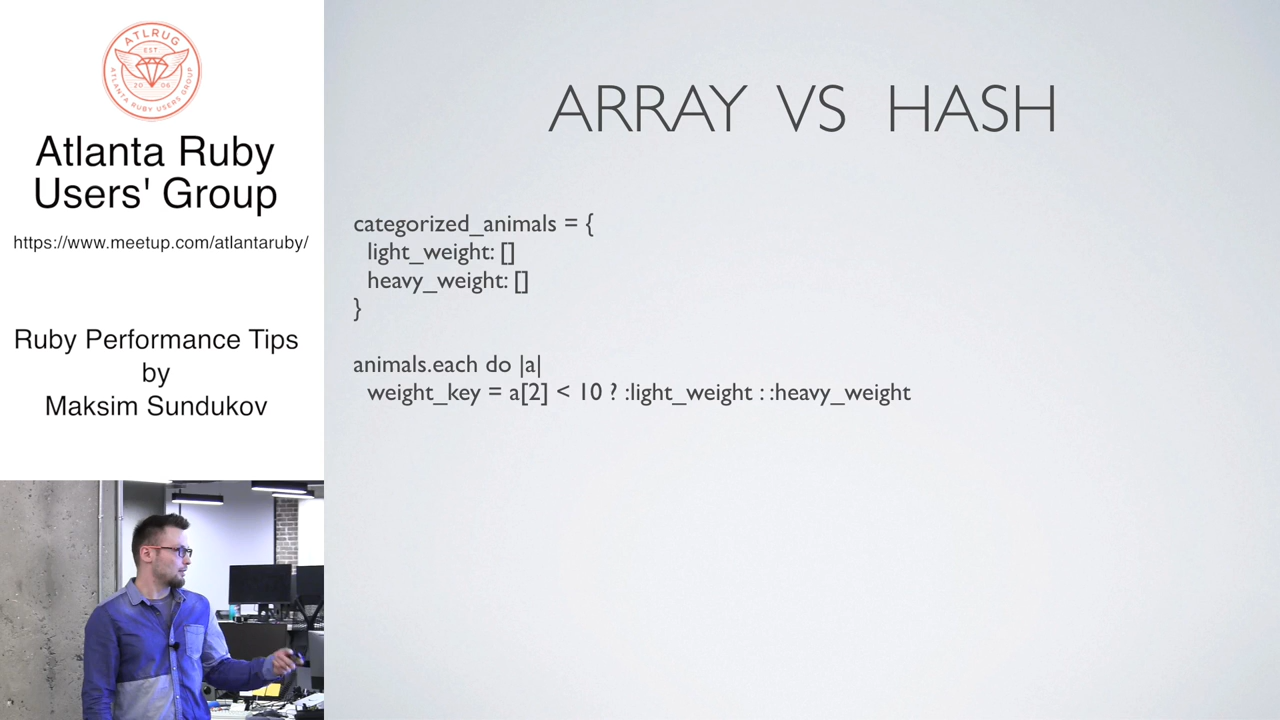 ATLRUG
EST
20 06
ATLANTA RUBY USERS' GROUP
Atlanta Ruby
Users' Group
https://www.meetup.com/atlantaruby/
Ruby Performance Tips
by
Maksim Sundukov
ARRAY VS HASH
categorized_animals = {
light_weight: []
heavy_weight: []
}
animals.each do |a|
weight_key = a[2] < 10 ? :light_weight : :heavy_weight